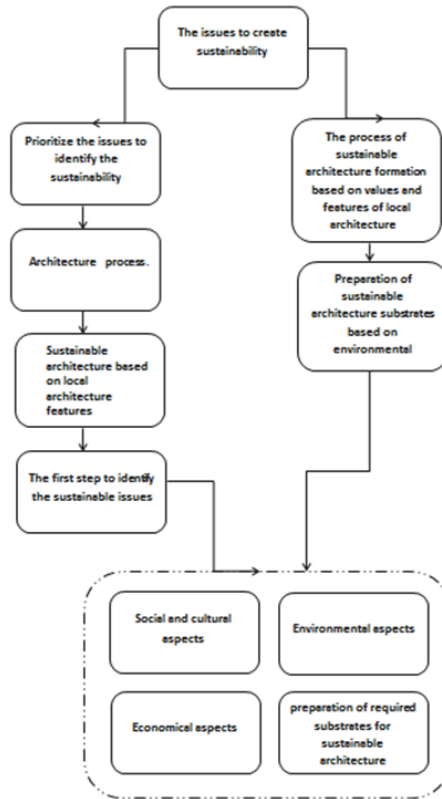 The issues to create
sustainability
Prioritize the issues to
identify the
sustainability
The process of
sustainable
architecture formation
based on values and
features of local
architecture
Architecture process.
Preparation of
sustainable
architecture substrates
based on
environmental
Sustainable
architecture based
on local
architecture
features
The first step to identify
the sustainable issues
Social and cultural
aspects
Environmental aspects
Economical aspects
preparation of required
substrates for
sustainable
architecture